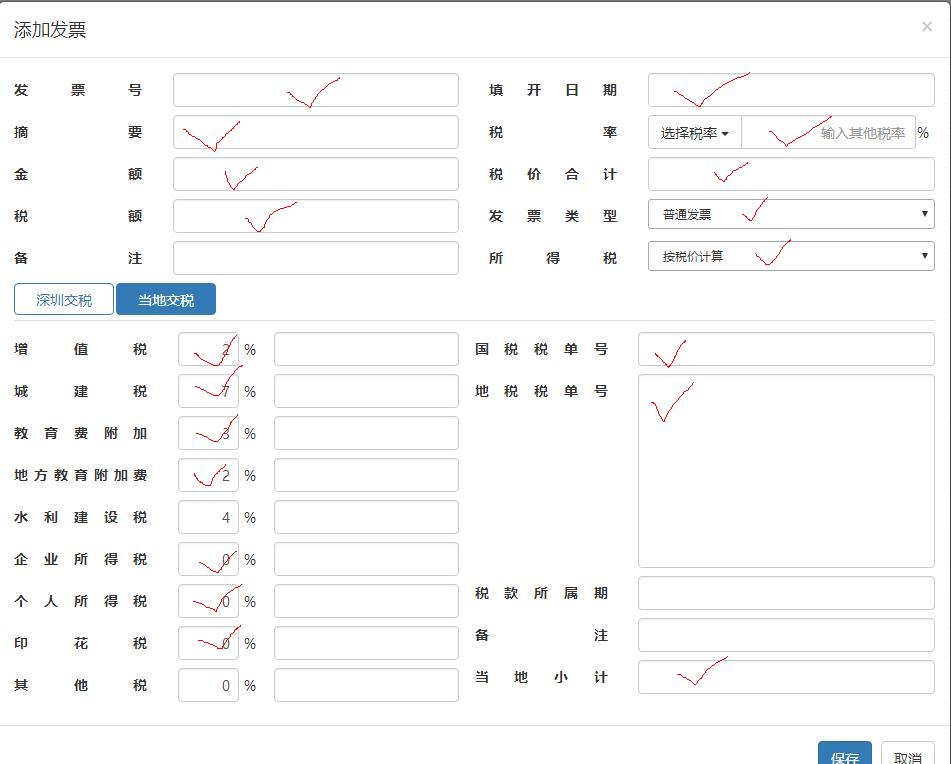 添加发票 ×
发票号 填开日期
摘要 税率 选择税率 输入其他税率 %
金额 税价合计
税额 发票类型 普通发票
备注 所得税 按税价计算
深圳交税 当地交税
增值税 2 % 国税税单号
城建税 7 % 地税税单号
教育费附加 3 %
地方教育附加费 2 %
水利建设税 4 %
企业所得税 0 %
个人所得税 0 % 税款所属期
印花税 0 % 备注
其他税 0 % 当地小计
保存 取消